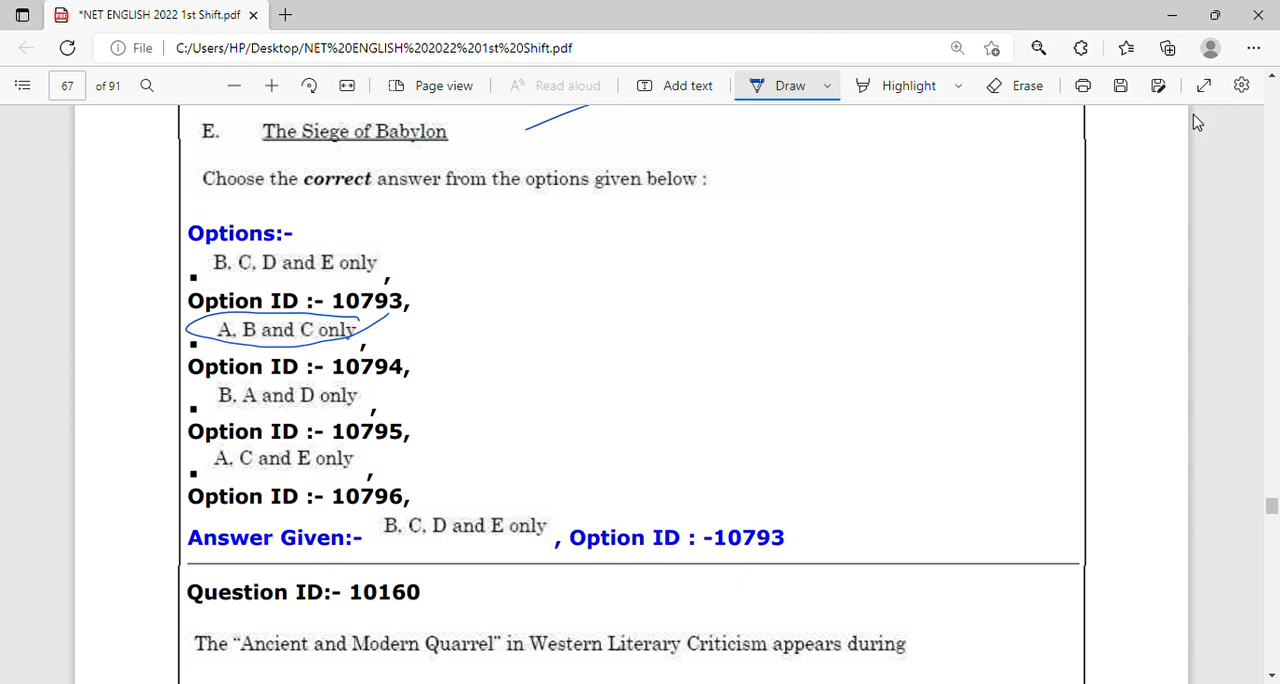 *NET ENGLISH 2022 1st Shift.pdf
File C:/Users/HP/Desktop/NET%20ENGLISH%202022%201st%20Shift.pdf
67 of 91 Page view Read aloud Add text Draw Highlight Erase
E. The Siege of Babylon
Choose the correct answer from the options given below :
Options:-
B, C, D and E only ,
Option ID :- 10793,
A, B and C only ,
Option ID :- 10794,
B, A and D only ,
Option ID :- 10795,
A, C and E only ,
Option ID :- 10796,
Answer Given:- B, C, D and E only , Option ID : -10793
Question ID:- 10160
The “Ancient and Modern Quarrel” in Western Literary Criticism appears during